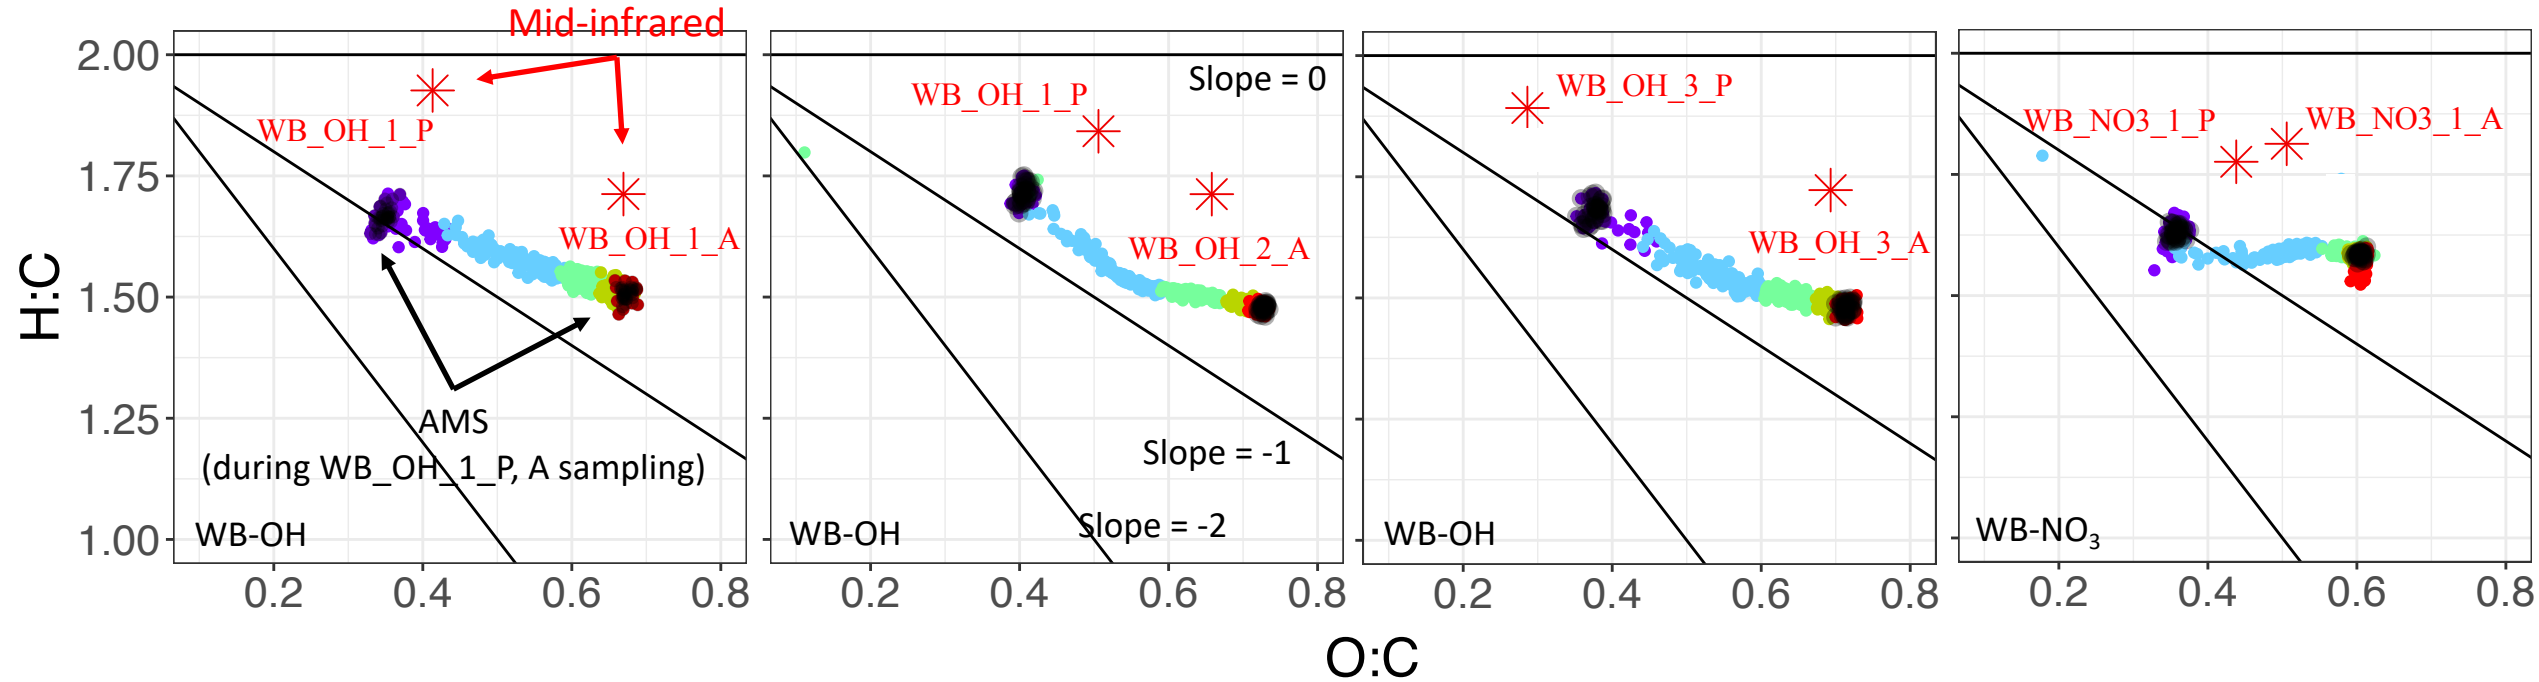 Mid-infrared
H:C
2.00
1.75
1.50
1.25
1.00
WB_OH_1_P
WB_OH_1_A
AMS
(during WB_OH_1_P, A sampling)
WB-OH
0.2 0.4 0.6 0.8
WB_OH_1_P
Slope = 0
WB_OH_2_A
Slope = -1
Slope = -2
WB-OH
0.2 0.4 0.6 0.8
WB_OH_3_P
WB_OH_3_A
WB-OH
0.2 0.4 0.6 0.8
WB_NO3_1_P
WB_NO3_1_A
WB-NO₃
0.2 0.4 0.6 0.8
O:C